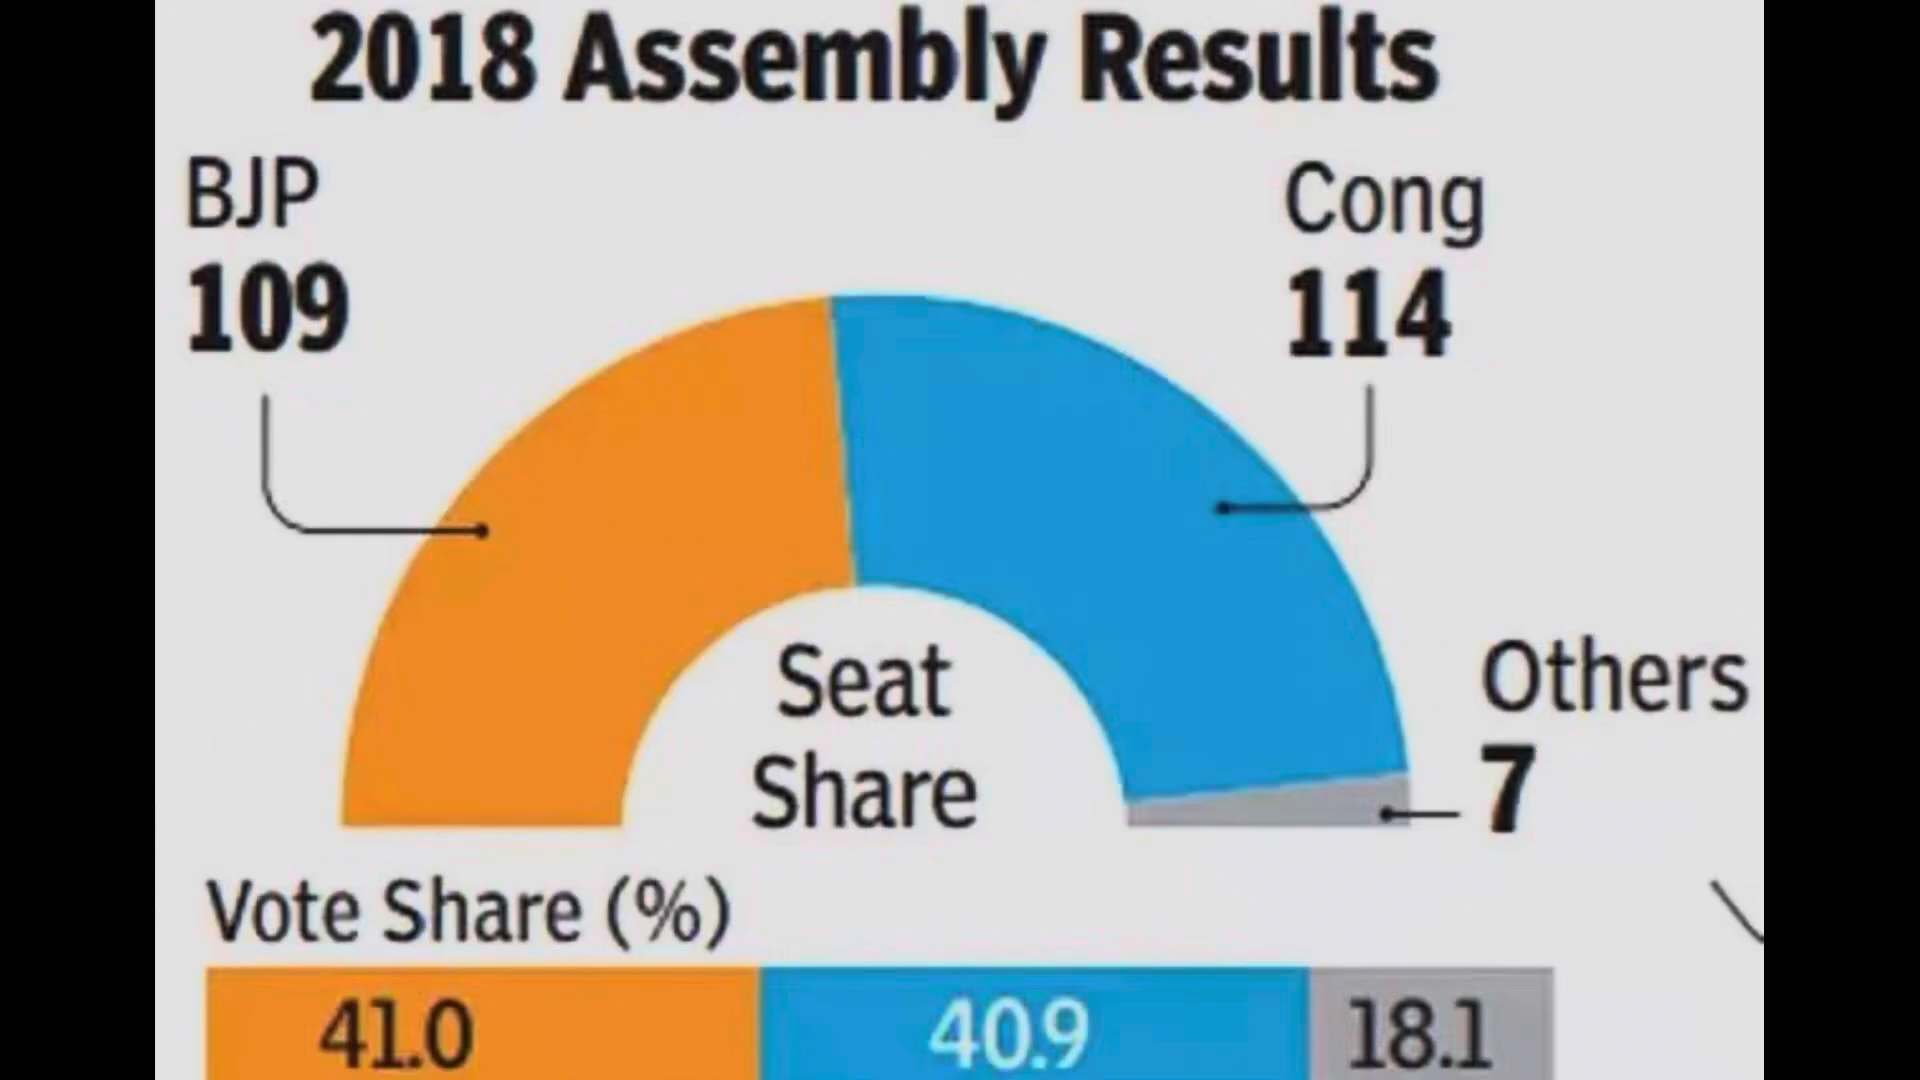 2018 Assembly Results
BJP
109
Cong
114
Seat
Share
Others
7
Vote Share (%)
41.0
40.9
18.1